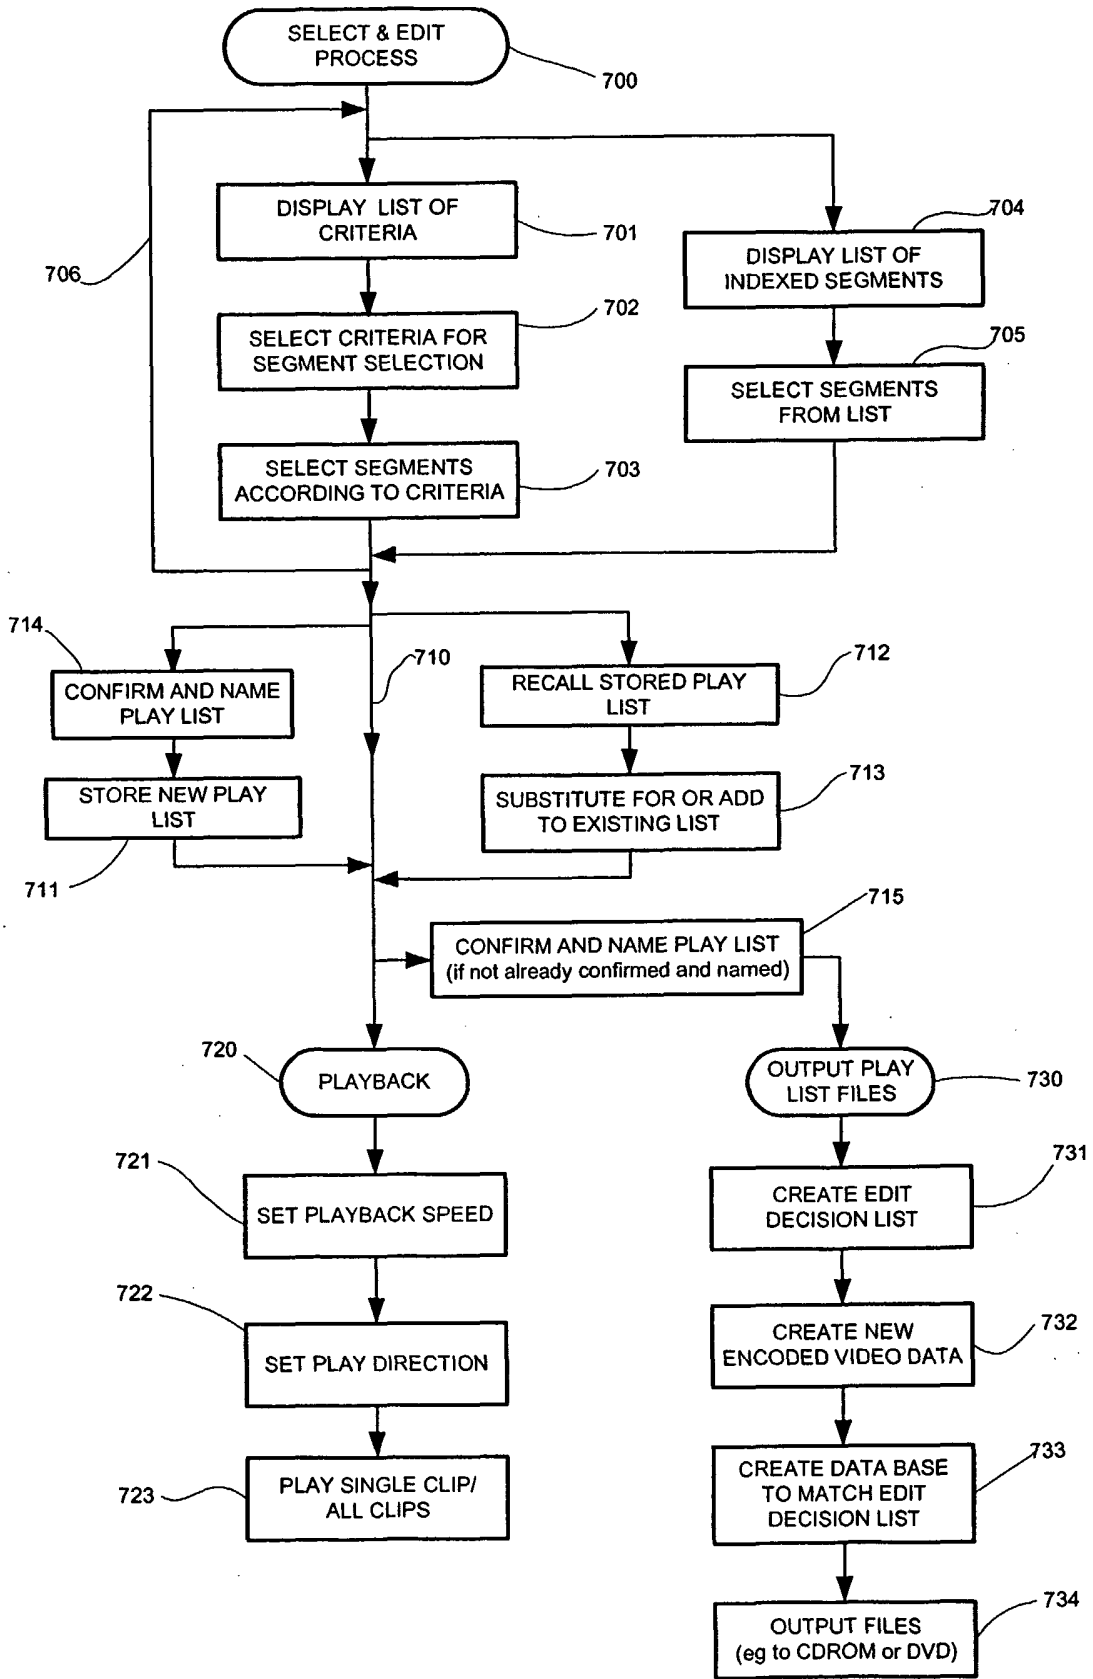 SELECT & EDIT
PROCESS
700
DISPLAY LIST OF
CRITERIA
701
704
DISPLAY LIST OF
INDEXED SEGMENTS
706
702
SELECT CRITERIA FOR
SEGMENT SELECTION
705
SELECT SEGMENTS
FROM LIST
SELECT SEGMENTS
ACCORDING TO CRITERIA
703
714
CONFIRM AND NAME
PLAY LIST
710
RECALL STORED PLAY
LIST
712
STORE NEW PLAY
LIST
711
SUBSTITUTE FOR OR ADD
TO EXISTING LIST
713
715
CONFIRM AND NAME PLAY LIST
(if not already confirmed and named)
720
PLAYBACK
OUTPUT PLAY
LIST FILES
730
721
SET PLAYBACK SPEED
731
CREATE EDIT
DECISION LIST
722
SET PLAY DIRECTION
CREATE NEW
ENCODED VIDEO DATA
732
723
PLAY SINGLE CLIP/
ALL CLIPS
733
CREATE DATA BASE
TO MATCH EDIT
DECISION LIST
734
OUTPUT FILES
(eg to CDROM or DVD)